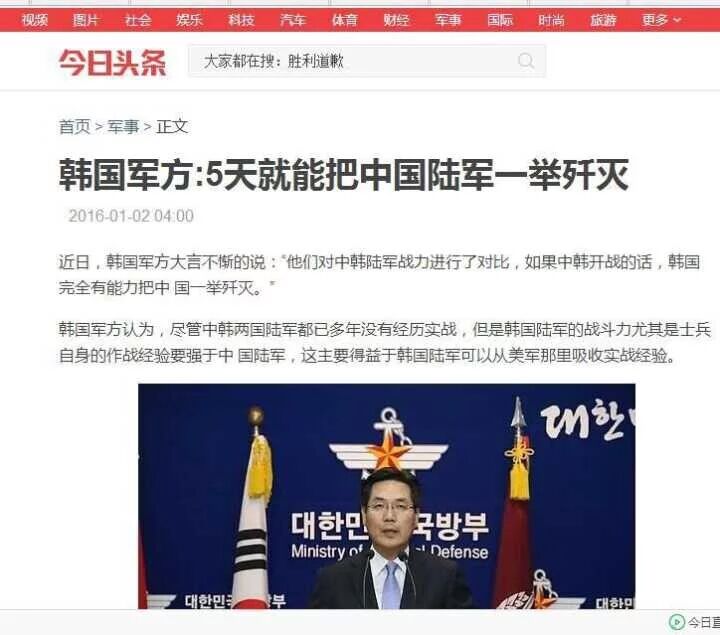 视频 图片 社会 娱乐 科技 汽车 体育 财经 军事 国际 时尚 旅游 更多
今日头条
大家都在搜：胜利道歉
首页 > 军事 > 正文
韩国军方:5天就能把中国陆军一举歼灭
2016-01-02 04:00
近日，韩国军方大言不惭的说：“他们对中韩陆军战力进行了对比，如果中韩开战的话，韩国
完全有能力把中 国一举歼灭。”
韩国军方认为，尽管中韩两国陆军都已多年没有经历实战，但是韩国陆军的战斗力尤其是士兵
自身的作战经验要强于中 国陆军，这主要得益于韩国陆军可以从美军那里吸收实战经验。
대한
대한민 국방부
Ministry of Defense
대한민국 국방부
대한민
今日直